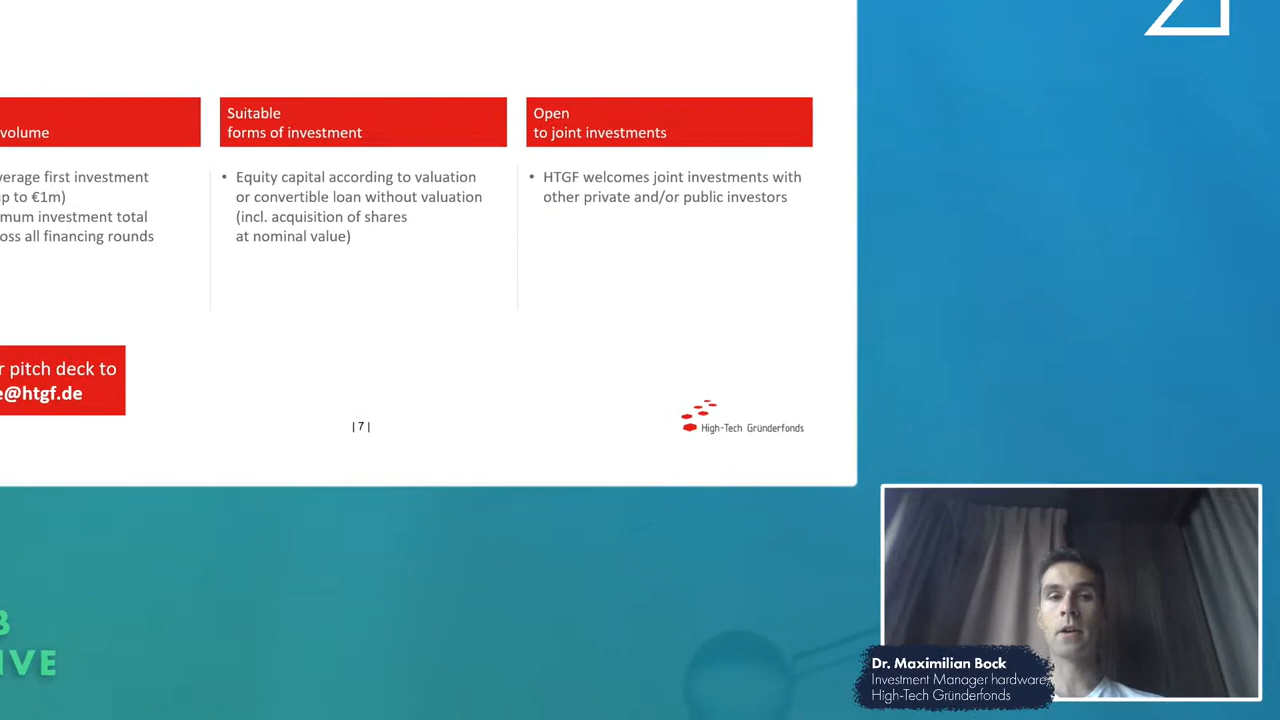 volume
Suitable
forms of investment
Open
to joint investments
verage first investment
up to €1m)
mum investment total
oss all financing rounds
• Equity capital according to valuation
or convertible loan without valuation
(incl. acquisition of shares
at nominal value)
• HTGF welcomes joint investments with
other private and/or public investors
r pitch deck to
e@htgf.de
| 7 |
High-Tech Gründerfonds
B
IVE
Dr. Maximilian Bock
Investment Manager hardware,
High-Tech Gründerfonds